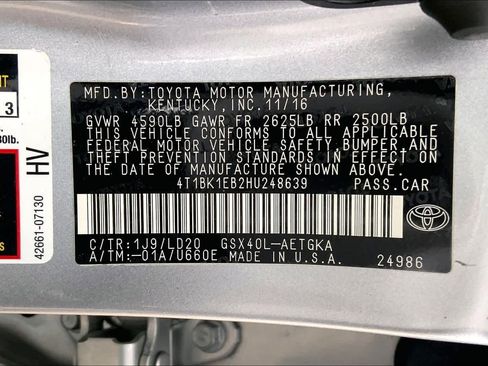 MFD.BY:TOYOTA MOTOR MANUFACTURING,
KENTUCKY,INC.11/16
GVWR 4590LB GAWR FR 2625LB RR 2500LB
THIS VEHICLE CONFORMS TO ALL APPLICABLE
FEDERAL MOTOR VEHICLE SAFETY,BUMPER,AND
THEFT PREVENTION STANDARDS IN EFFECT ON
THE DATE OF MANUFACTURE SHOWN ABOVE.
4T1BK1EB2HU248639 PASS.CAR
C/TR:1J9/LD20 GSX40L-AETGKA
A/TM:-01A/U660E MADE IN U.S.A.
24986
TOYOTA
3
HV
42661-07130